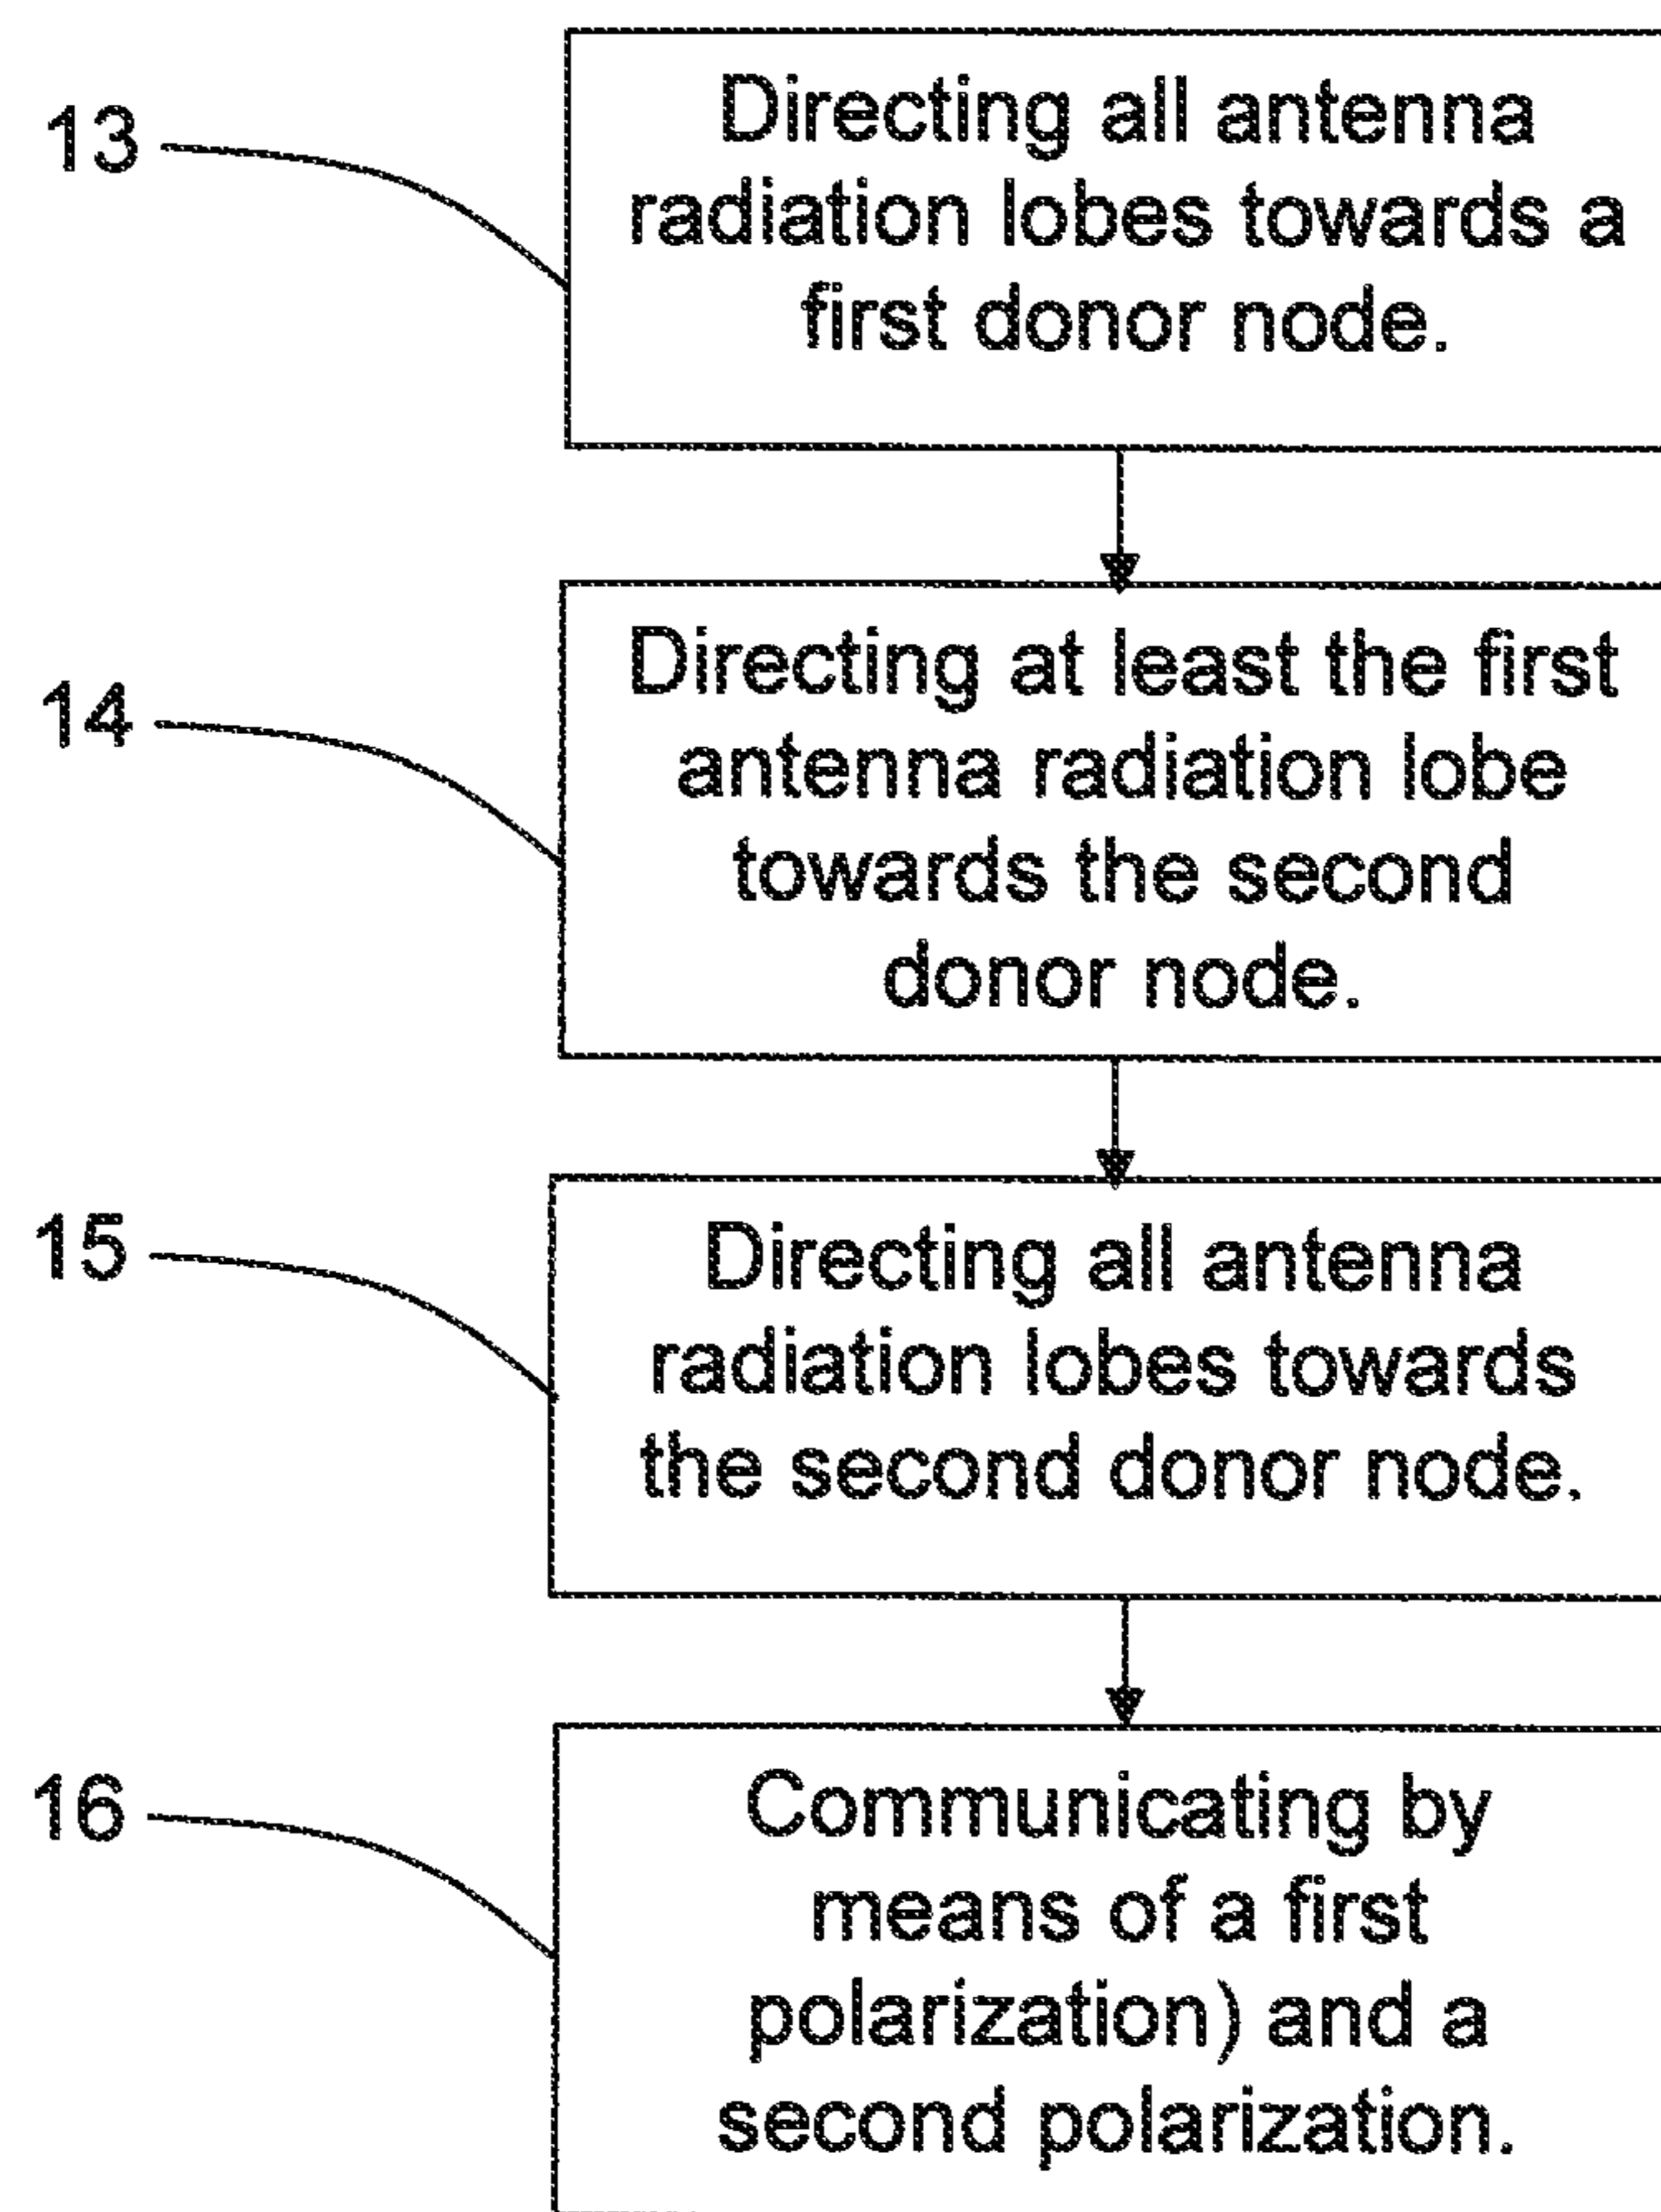 13
Directing all antenna
radiation lobes towards a
first donor node.
14
Directing at least the first
antenna radiation lobe
towards the second
donor node.
15
Directing all antenna
radiation lobes towards
the second donor node.
16
Communicating by
means of a first
polarization) and a
second polarization.